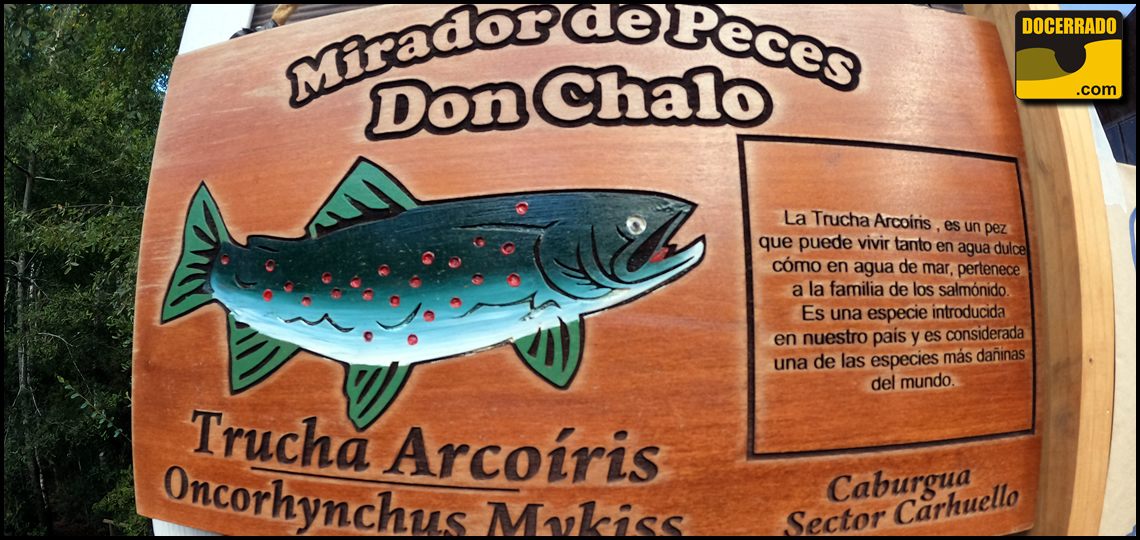 Mirador de Peces
Don Chalo
DOCERRADO
.com
La Trucha Arcoíris , es un pez
que puede vivir tanto en agua dulce
cómo en agua de mar, pertenece
a la familia de los salmónido.
Es una especie introducida
en nuestro país y es considerada
una de las especies más dañinas
del mundo.
Trucha Arcoíris
Oncorhynchus Mykiss
Caburgua
Sector Carhuello